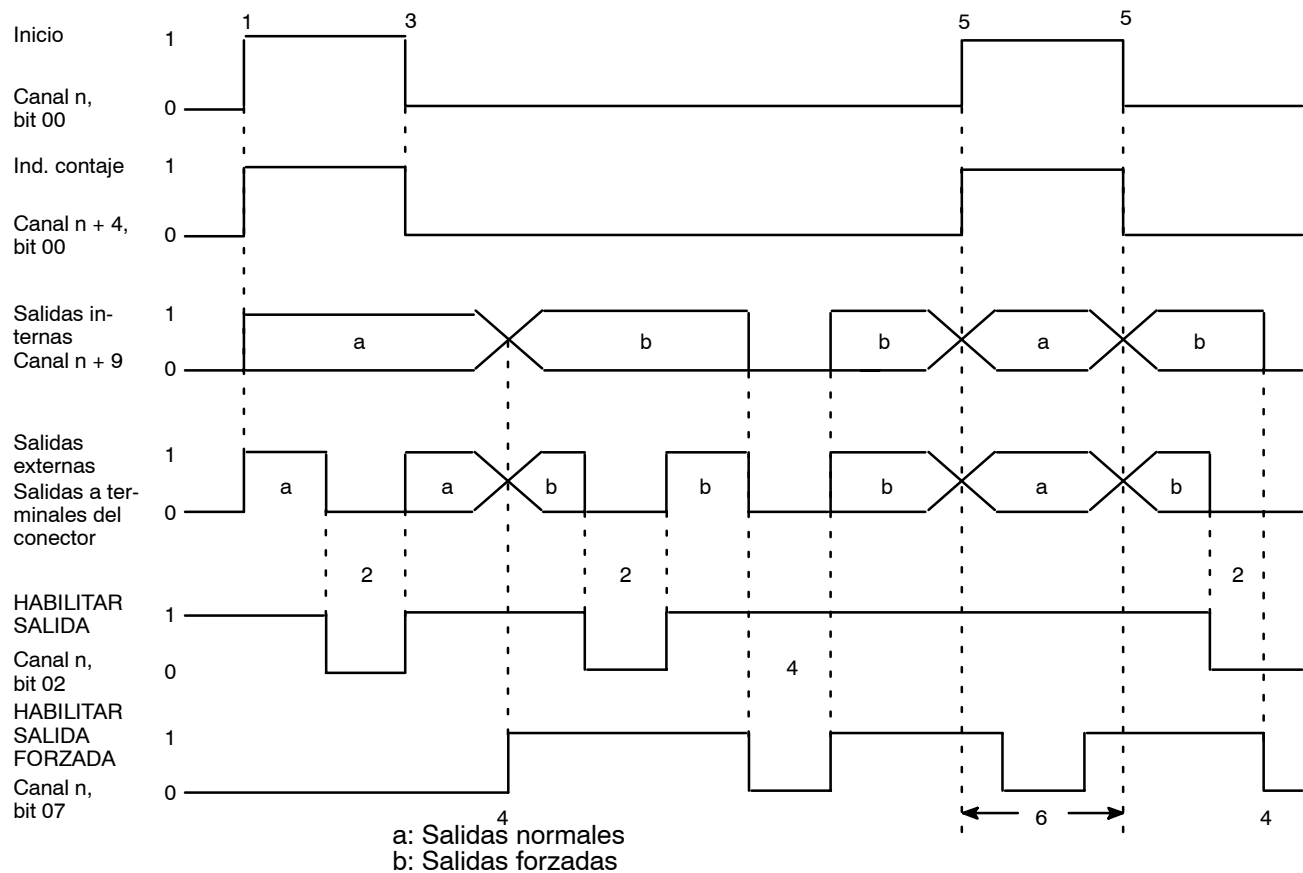 1
3
5
5
Inicio
1
Canal n,
bit 00
0
Ind. contaje
1
Canal n + 4,
bit 00
0
Salidas in-
ternas
Canal n + 9
1
0
a
b
b
a
b
Salidas
externas
Salidas a ter-
minales del
conector
1
0
a
a
b
b
b
a
b
2
2
2
HABILITAR
SALIDA
1
Canal n,
bit 02
0
4
HABILITAR
SALIDA
FORZADA
1
Canal n,
bit 07
0
4
6
4
a: Salidas normales
b: Salidas forzadas